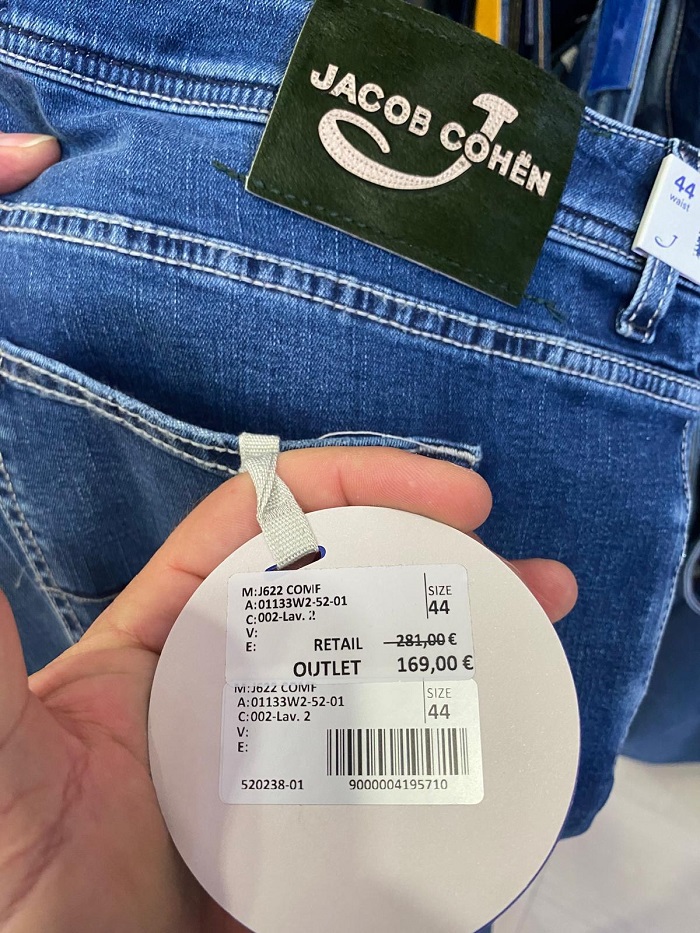 JACOB COHËN
44
waist
M:J622 COMF
A:01133W2-52-01
C:002-Lav. 2
V:
E:
SIZE
44
RETAIL 281,00 €
OUTLET 169,00 €
M:J622 COMF
A:01133W2-52-01
C:002-Lav. 2
V:
E:
SIZE
44
520238-01
9000004195710